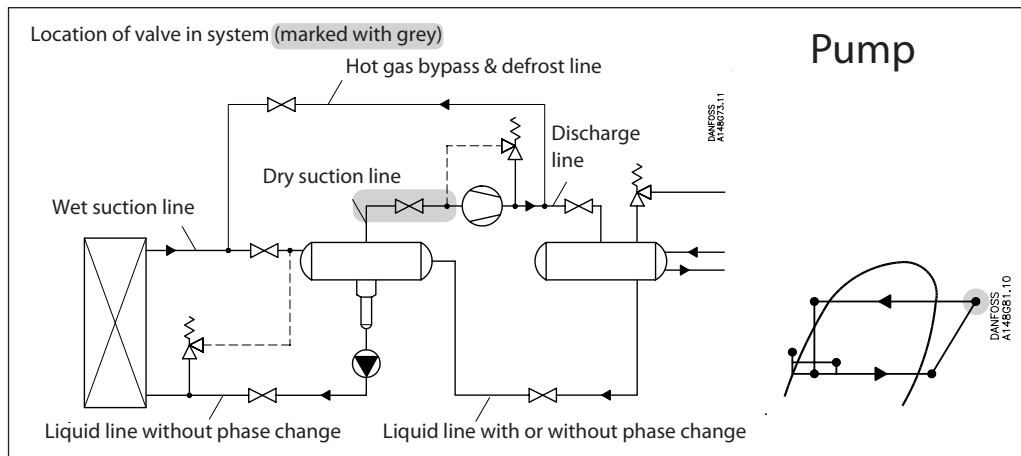 Location of valve in system (marked with grey)
Pump
Hot gas bypass & defrost line
DANFOSS
A148G73.11
Discharge
line
Dry suction line
Wet suction line
DANFOSS
A148G81.10
Liquid line without phase change
Liquid line with or without phase change